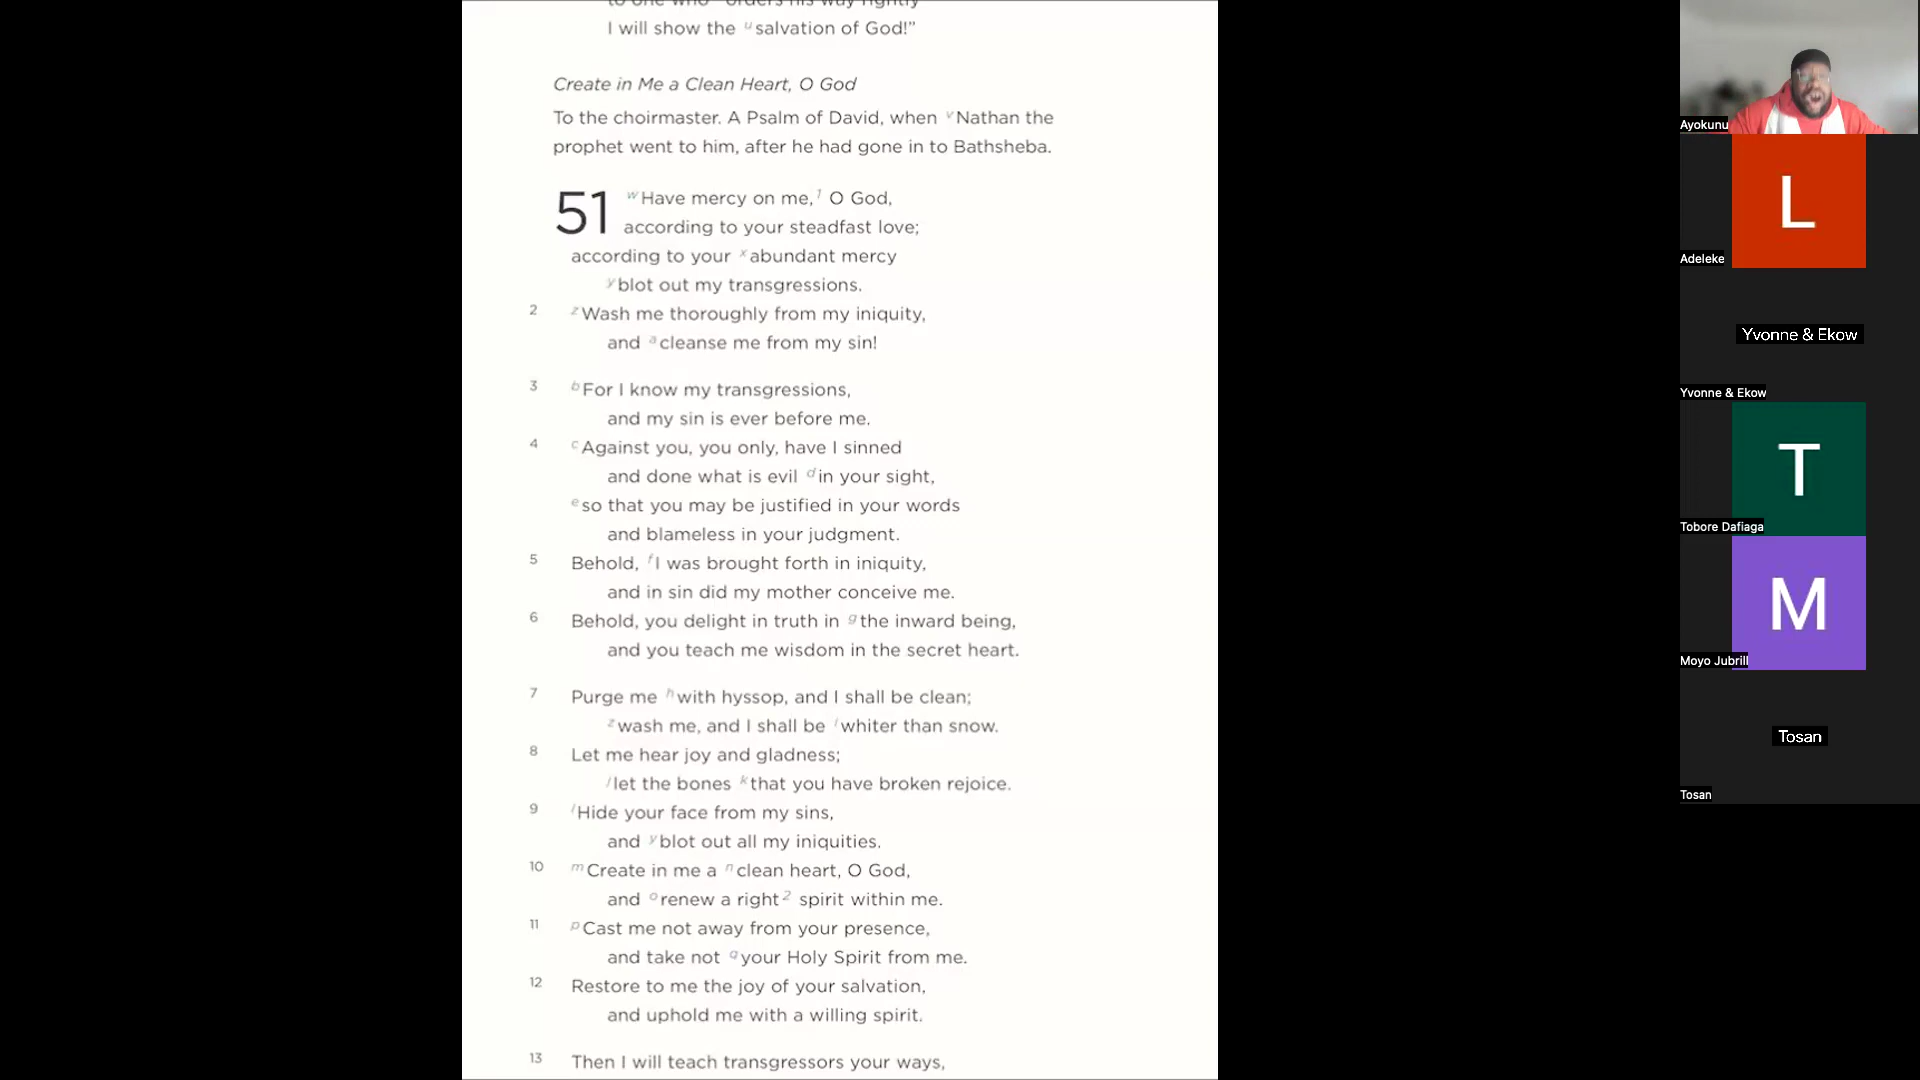 to one who orders his way rightly
I will show the u salvation of God!”
Create in Me a Clean Heart, O God
To the choirmaster. A Psalm of David, when v Nathan the
prophet went to him, after he had gone in to Bathsheba.
51 w Have mercy on me,1 O God,
according to your steadfast love;
according to your x abundant mercy
y blot out my transgressions.
2 z Wash me thoroughly from my iniquity,
and a cleanse me from my sin!
3 b For I know my transgressions,
and my sin is ever before me.
4 c Against you, you only, have I sinned
and done what is evil d in your sight,
e so that you may be justified in your words
and blameless in your judgment.
5 Behold, f I was brought forth in iniquity,
and in sin did my mother conceive me.
6 Behold, you delight in truth in g the inward being,
and you teach me wisdom in the secret heart.
7 Purge me h with hyssop, and I shall be clean;
z wash me, and I shall be i whiter than snow.
8 Let me hear joy and gladness;
j let the bones k that you have broken rejoice.
9 l Hide your face from my sins,
and y blot out all my iniquities.
10 m Create in me a n clean heart, O God,
and o renew a right 2 spirit within me.
11 p Cast me not away from your presence,
and take not q your Holy Spirit from me.
12 Restore to me the joy of your salvation,
and uphold me with a willing spirit.
13 Then I will teach transgressors your ways,
Ayokunu
L
Adeleke
Yvonne & Ekow
Yvonne & Ekow
T
Tobore Dafiaga
M
Moyo Jubrill
Tosan
Tosan